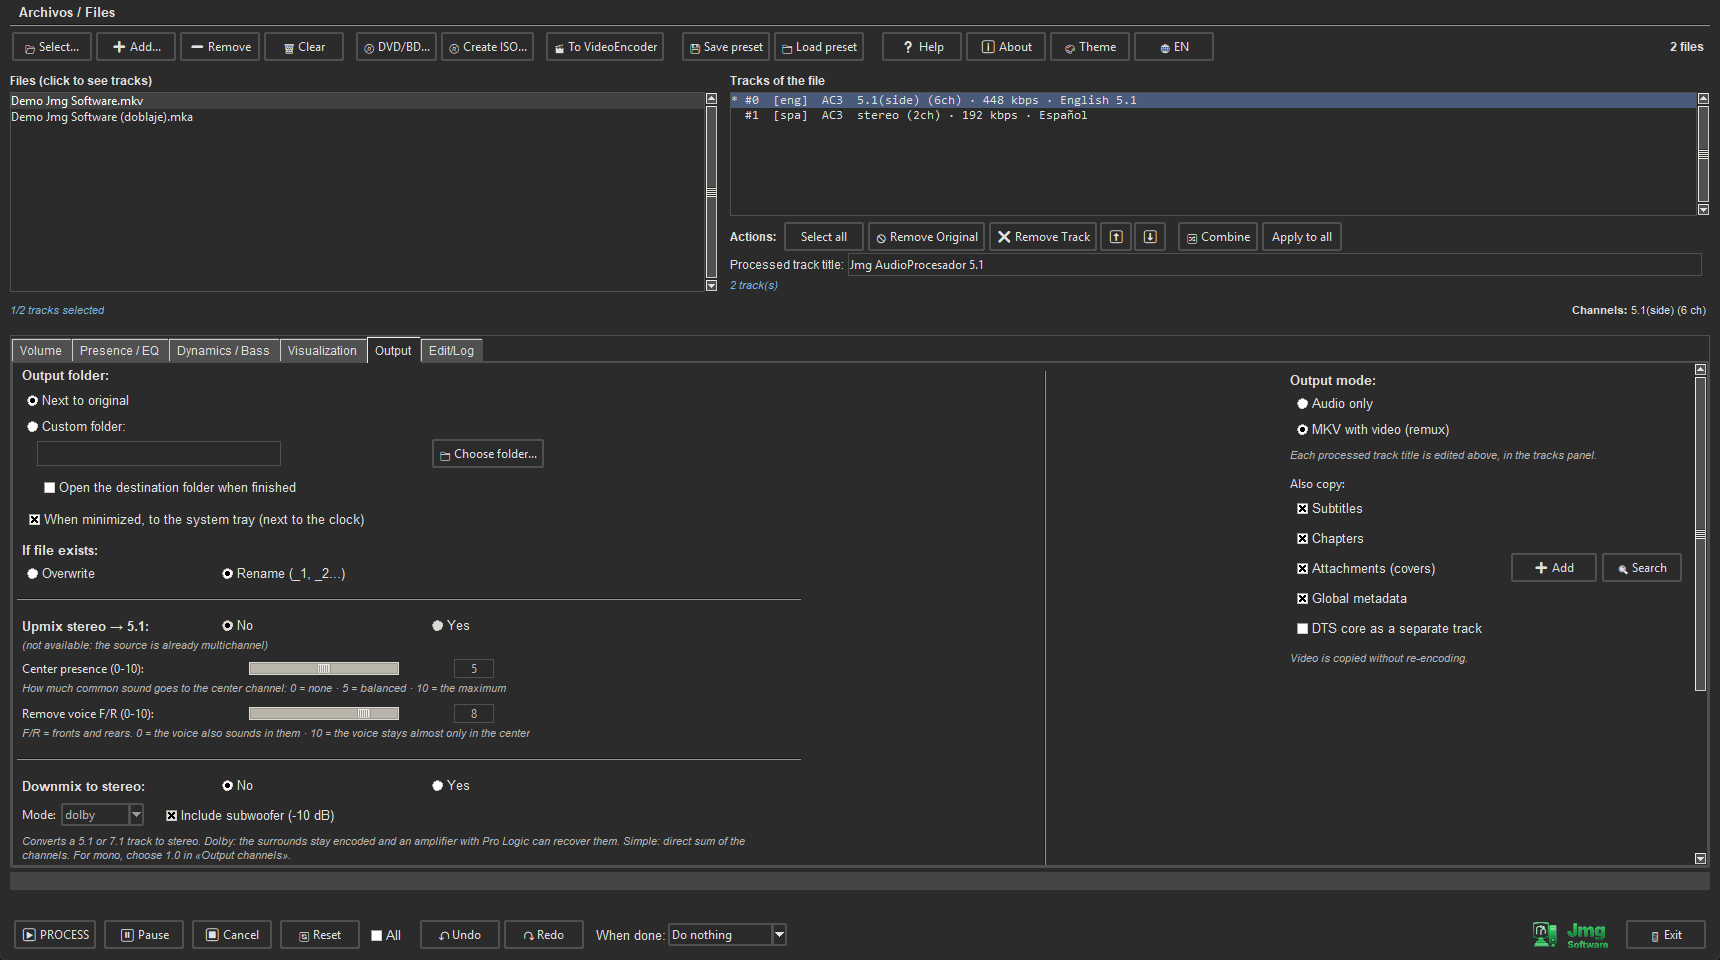 Archivos / Files
Select... Add... Remove Clear DVD/BD... Create ISO... To VideoEncoder Save preset Load preset ? Help About Theme EN 2 files
Files (click to see tracks)
Demo Jmg Software.mkv
Demo Jmg Software (doblaje).mka
1/2 tracks selected
Tracks of the file
* #0 [eng] AC3 5.1(side) (6ch) · 448 kbps · English 5.1
#1 [spa] AC3 stereo (2ch) · 192 kbps · Español
Actions: Select all Remove Original Remove Track Combine Apply to all
Processed track title: Jmg AudioProcesador 5.1
2 track(s)
Channels: 5.1(side) (6 ch)
Volume Presence / EQ Dynamics / Bass Visualization Output Edit/Log
Output folder:
Next to original
Custom folder:
Choose folder...
Open the destination folder when finished
When minimized, to the system tray (next to the clock)
If file exists:
Overwrite Rename (_1, _2...)
Upmix stereo → 5.1: No Yes
(not available: the source is already multichannel)
Center presence (0-10): 5
How much common sound goes to the center channel: 0 = none · 5 = balanced · 10 = the maximum
Remove voice F/R (0-10): 8
F/R = fronts and rears. 0 = the voice also sounds in them · 10 = the voice stays almost only in the center
Downmix to stereo: No Yes
Mode: dolby Include subwoofer (-10 dB)
Converts a 5.1 or 7.1 track to stereo. Dolby: the surrounds stay encoded and an amplifier with Pro Logic can recover them. Simple: direct sum of the
channels. For mono, choose 1.0 in «Output channels».
Output mode:
Audio only
MKV with video (remux)
Each processed track title is edited above, in the tracks panel.
Also copy:
Subtitles
Chapters
Attachments (covers) Add Search
Global metadata
DTS core as a separate track
Video is copied without re-encoding.
PROCESS Pause Cancel Reset All Undo Redo When done: Do nothing Jmg Software Exit